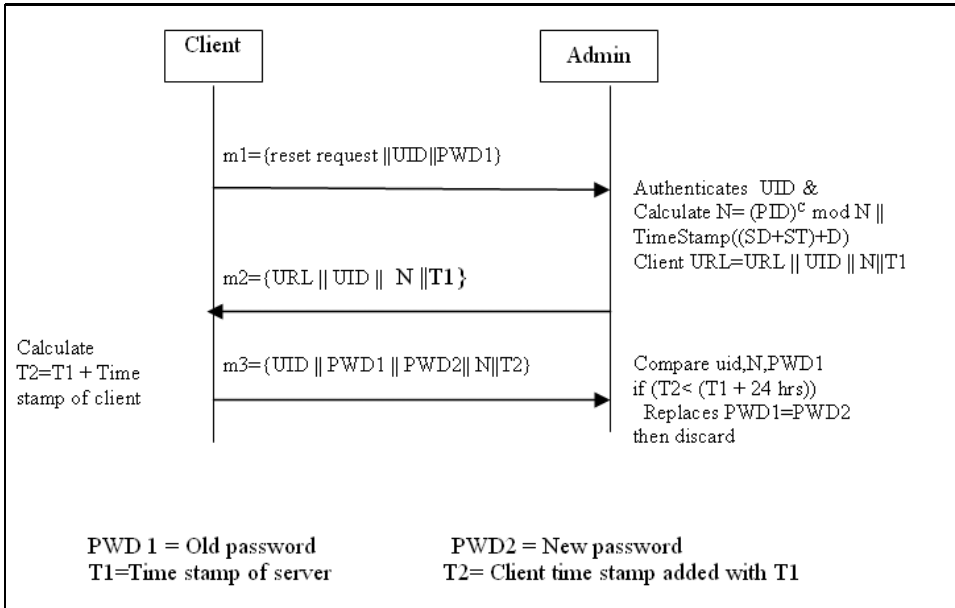 Client
Admin
m1={reset request ||UID||PWD1}
Authenticates UID &
Calculate N= (PID)^c mod N ||
TimeStamp((SD+ST)+D)
Client URL=URL || UID || N||T1
m2={URL || UID || N ||T1}
Calculate
T2=T1 + Time
stamp of client
m3={UID || PWD1 || PWD2|| N||T2}
Compare uid,N,PWD1
if (T2< (T1 + 24 hrs))
Replaces PWD1=PWD2
then discard
PWD 1 = Old password
PWD2 = New password
T1=Time stamp of server
T2= Client time stamp added with T1